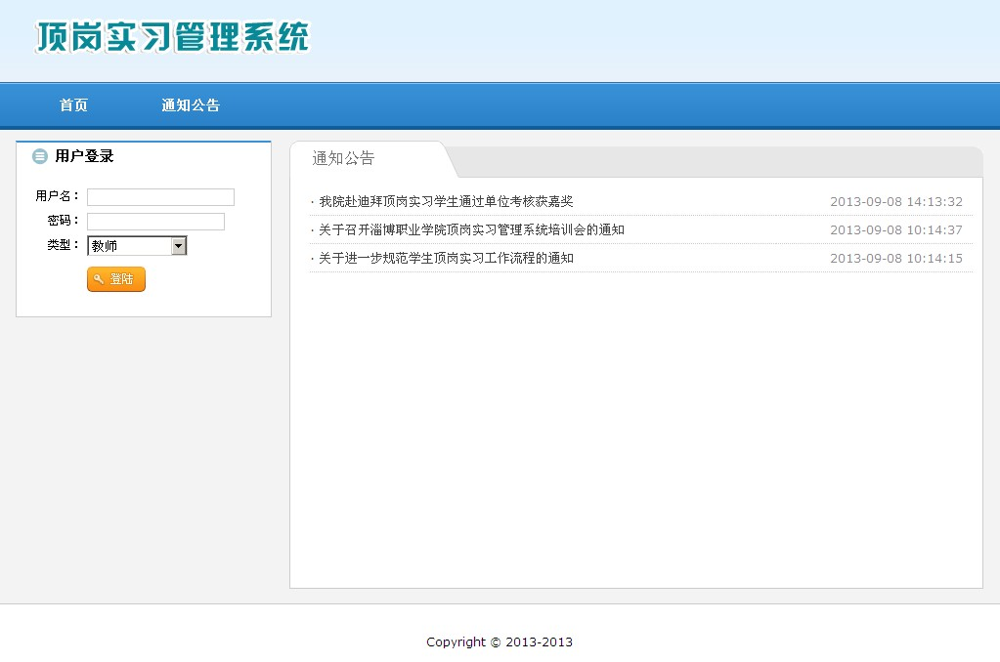 顶岗实习管理系统
首页 通知公告
用户登录
用户名：
密码：
类型： 教师
登陆
通知公告
· 我院赴迪拜顶岗实习学生通过单位考核获嘉奖 2013-09-08 14:13:32
· 关于召开淄博职业学院顶岗实习管理系统培训会的通知 2013-09-08 10:14:37
· 关于进一步规范学生顶岗实习工作流程的通知 2013-09-08 10:14:15
Copyright © 2013-2013